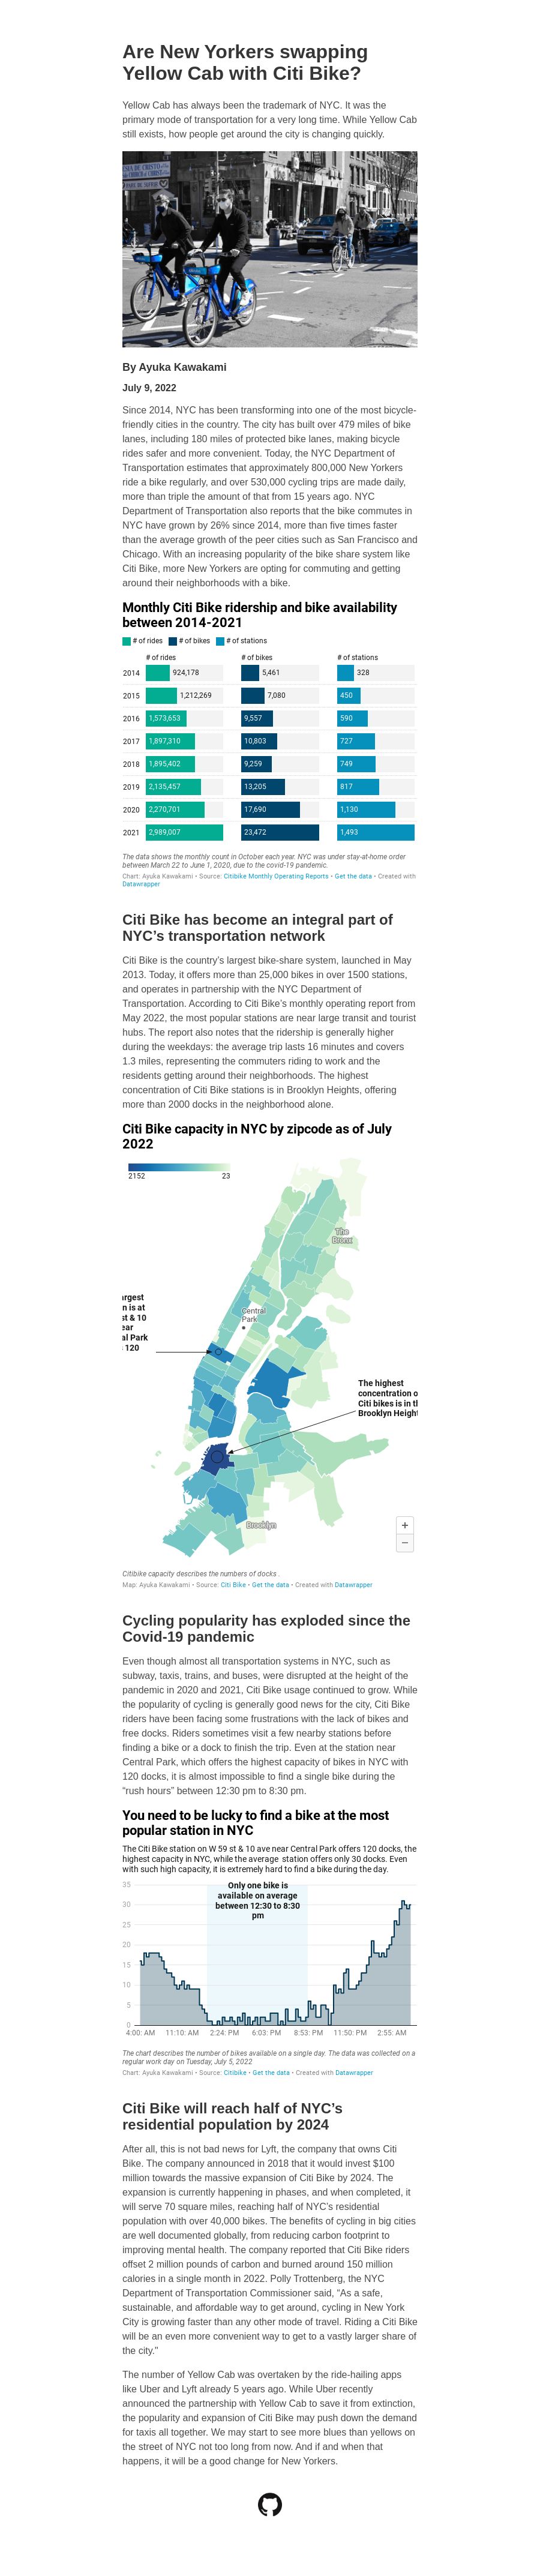 Are New Yorkers swapping
Yellow Cab with Citi Bike?
Yellow Cab has always been the trademark of NYC. It was the
primary mode of transportation for a very long time. While Yellow Cab
still exists, how people get around the city is changing quickly.
By Ayuka Kawakami
July 9, 2022
Since 2014, NYC has been transforming into one of the most bicycle-
friendly cities in the country. The city has built over 479 miles of bike
lanes, including 180 miles of protected bike lanes, making bicycle
rides safer and more convenient. Today, the NYC Department of
Transportation estimates that approximately 800,000 New Yorkers
ride a bike regularly, and over 530,000 cycling trips are made daily,
more than triple the amount of that from 15 years ago. NYC
Department of Transportation also reports that the bike commutes in
NYC have grown by 26% since 2014, more than five times faster
than the average growth of the peer cities such as San Francisco and
Chicago. With an increasing popularity of the bike share system like
Citi Bike, more New Yorkers are opting for commuting and getting
around their neighborhoods with a bike.
Monthly Citi Bike ridership and bike availability
between 2014-2021
# of rides # of bikes # of stations
# of rides # of bikes # of stations
2014 924,178 5,461 328
2015 1,212,269 7,080 450
2016 1,573,653 9,557 590
2017 1,897,310 10,803 727
2018 1,895,402 9,259 749
2019 2,135,457 13,205 817
2020 2,270,701 17,690 1,130
2021 2,989,007 23,472 1,493
The data shows the monthly count in October each year. NYC was under stay-at-home order
between March 22 to June 1, 2020, due to the covid-19 pandemic.
Chart: Ayuka Kawakami • Source: Citibike Monthly Operating Reports • Get the data • Created with
Datawrapper
Citi Bike has become an integral part of
NYC’s transportation network
Citi Bike is the country's largest bike-share system, launched in May
2013. Today, it offers more than 25,000 bikes in over 1500 stations,
and operates in partnership with the NYC Department of
Transportation. According to Citi Bike’s monthly operating report from
May 2022, the most popular stations are near large transit and tourist
hubs. The report also notes that the ridership is generally higher
during the weekdays: the average trip lasts 16 minutes and covers
1.3 miles, representing the commuters riding to work and the
residents getting around their neighborhoods. The highest
concentration of Citi Bike stations is in Brooklyn Heights, offering
more than 2000 docks in the neighborhood alone.
Citi Bike capacity in NYC by zipcode as of July
2022
2152 23
The
Bronx
argest
n is at
st & 10
ear
al Park
120
Central
Park
The highest
concentration o
Citi bikes is in th
Brooklyn Height
Brooklyn
+
−
Citibike capacity describes the numbers of docks .
Map: Ayuka Kawakami • Source: Citi Bike • Get the data • Created with Datawrapper
Cycling popularity has exploded since the
Covid-19 pandemic
Even though almost all transportation systems in NYC, such as
subway, taxis, trains, and buses, were disrupted at the height of the
pandemic in 2020 and 2021, Citi Bike usage continued to grow. While
the popularity of cycling is generally good news for the city, Citi Bike
riders have been facing some frustrations with the lack of bikes and
free docks. Riders sometimes visit a few nearby stations before
finding a bike or a dock to finish the trip. Even at the station near
Central Park, which offers the highest capacity of bikes in NYC with
120 docks, it is almost impossible to find a single bike during the
“rush hours” between 12:30 pm to 8:30 pm.
You need to be lucky to find a bike at the most
popular station in NYC
The Citi Bike station on W 59 st & 10 ave near Central Park offers 120 docks, the
highest capacity in NYC, while the average station offers only 30 docks. Even
with such high capacity, it is extremely hard to find a bike during the day.
Only one bike is
available on average
between 12:30 to 8:30
pm
35
30
25
20
15
10
5
0
4:00: AM 11:10: AM 2:24: PM 6:03: PM 8:53: PM 11:50: PM 2:55: AM
The chart describes the number of bikes available on a single day. The data was collected on a
regular work day on Tuesday, July 5, 2022
Chart: Ayuka Kawakami • Source: Citibike • Get the data • Created with Datawrapper
Citi Bike will reach half of NYC’s
residential population by 2024
After all, this is not bad news for Lyft, the company that owns Citi
Bike. The company announced in 2018 that it would invest $100
million towards the massive expansion of Citi Bike by 2024. The
expansion is currently happening in phases, and when completed, it
will serve 70 square miles, reaching half of NYC’s residential
population with over 40,000 bikes. The benefits of cycling in big cities
are well documented globally, from reducing carbon footprint to
improving mental health. The company reported that Citi Bike riders
offset 2 million pounds of carbon and burned around 150 million
calories in a single month in 2022. Polly Trottenberg, the NYC
Department of Transportation Commissioner said, “As a safe,
sustainable, and affordable way to get around, cycling in New York
City is growing faster than any other mode of travel. Riding a Citi Bike
will be an even more convenient way to get to a vastly larger share of
the city."
The number of Yellow Cab was overtaken by the ride-hailing apps
like Uber and Lyft already 5 years ago. While Uber recently
announced the partnership with Yellow Cab to save it from extinction,
the popularity and expansion of Citi Bike may push down the demand
for taxis all together. We may start to see more blues than yellows on
the street of NYC not too long from now. And if and when that
happens, it will be a good change for New Yorkers.